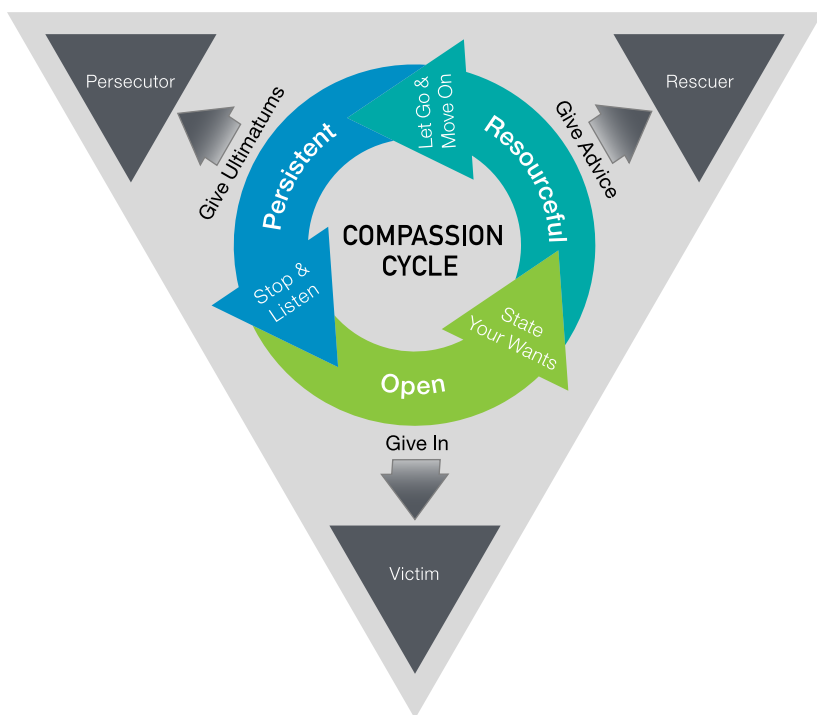 Persecutor
Rescuer
Give Ultimatums
Persistent
Let Go &
Move On
Resourceful
Give Advice
COMPASSION
CYCLE
Stop &
Listen
State
Your Wants
Open
Give In
Victim